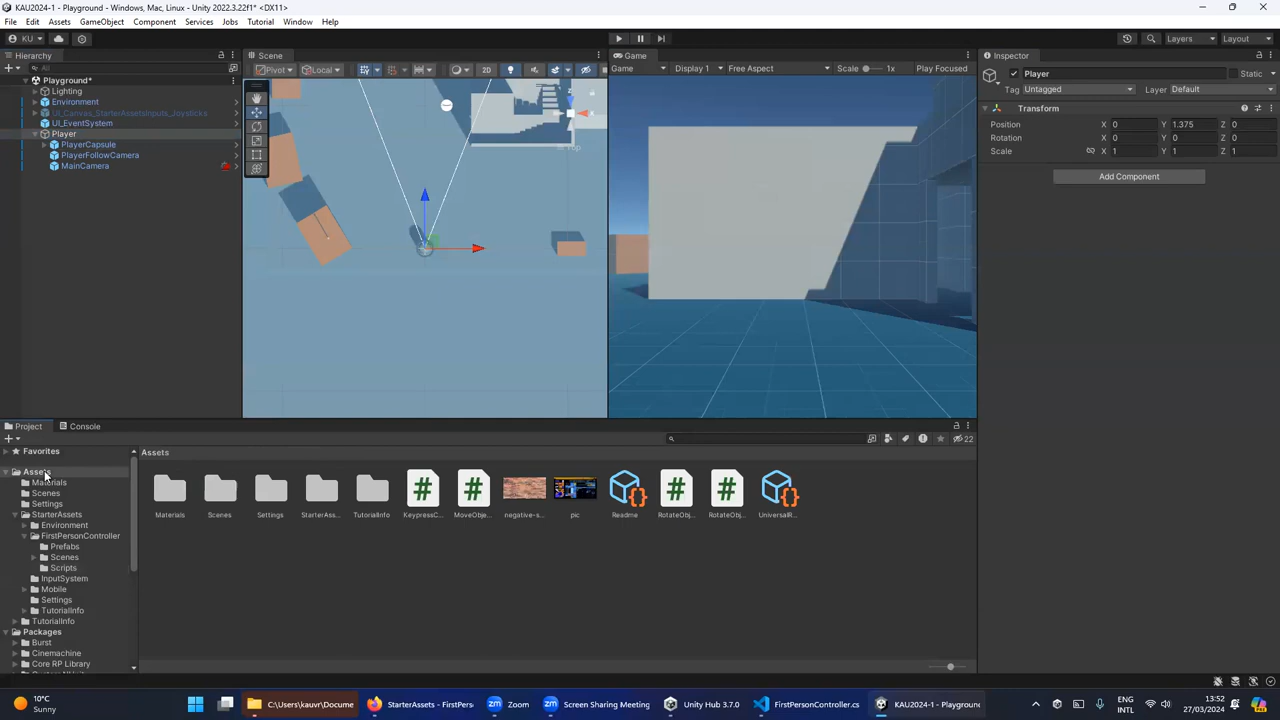 KAU2024-1 - Playground - Windows, Mac, Linux - Unity 2022.3.22f1* <DX11>
File Edit Assets GameObject Component Services Jobs Tutorial Window Help
KU Layers Layout
Hierarchy
All
Playground*
Lighting
Environment
UI_Canvas_StarterAssetsInputs_Joysticks
UI_EventSystem
Player
PlayerCapsule
PlayerFollowCamera
MainCamera
Scene
Pivot Local 2D
Top
Game
Game Display 1 Free Aspect Scale 1x Play Focused
Inspector
Player Static
Tag Untagged Layer Default
Transform
Position X 0 Y 1.375 Z 0
Rotation X 0 Y 0 Z 0
Scale X 1 Y 1 Z 1
Add Component
Project Console
22
Favorites
Assets
Materials
Scenes
Settings
StarterAssets
Environment
FirstPersonController
Prefabs
Scenes
Scripts
InputSystem
Mobile
Settings
TutorialInfo
TutorialInfo
Packages
Burst
Cinemachine
Core RP Library
Assets
Materials Scenes Settings StarterAss... TutorialInfo KeypressC... MoveObje... negative-s... pic Readme RotateObj... RotateObj... UniversalR...
10°C
Sunny
C:\Users\kauvr\Docume StarterAssets - FirstPers Zoom Screen Sharing Meeting Unity Hub 3.7.0 FirstPersonController.cs KAU2024-1 - Playground
ENG
INTL
13:52
27/03/2024